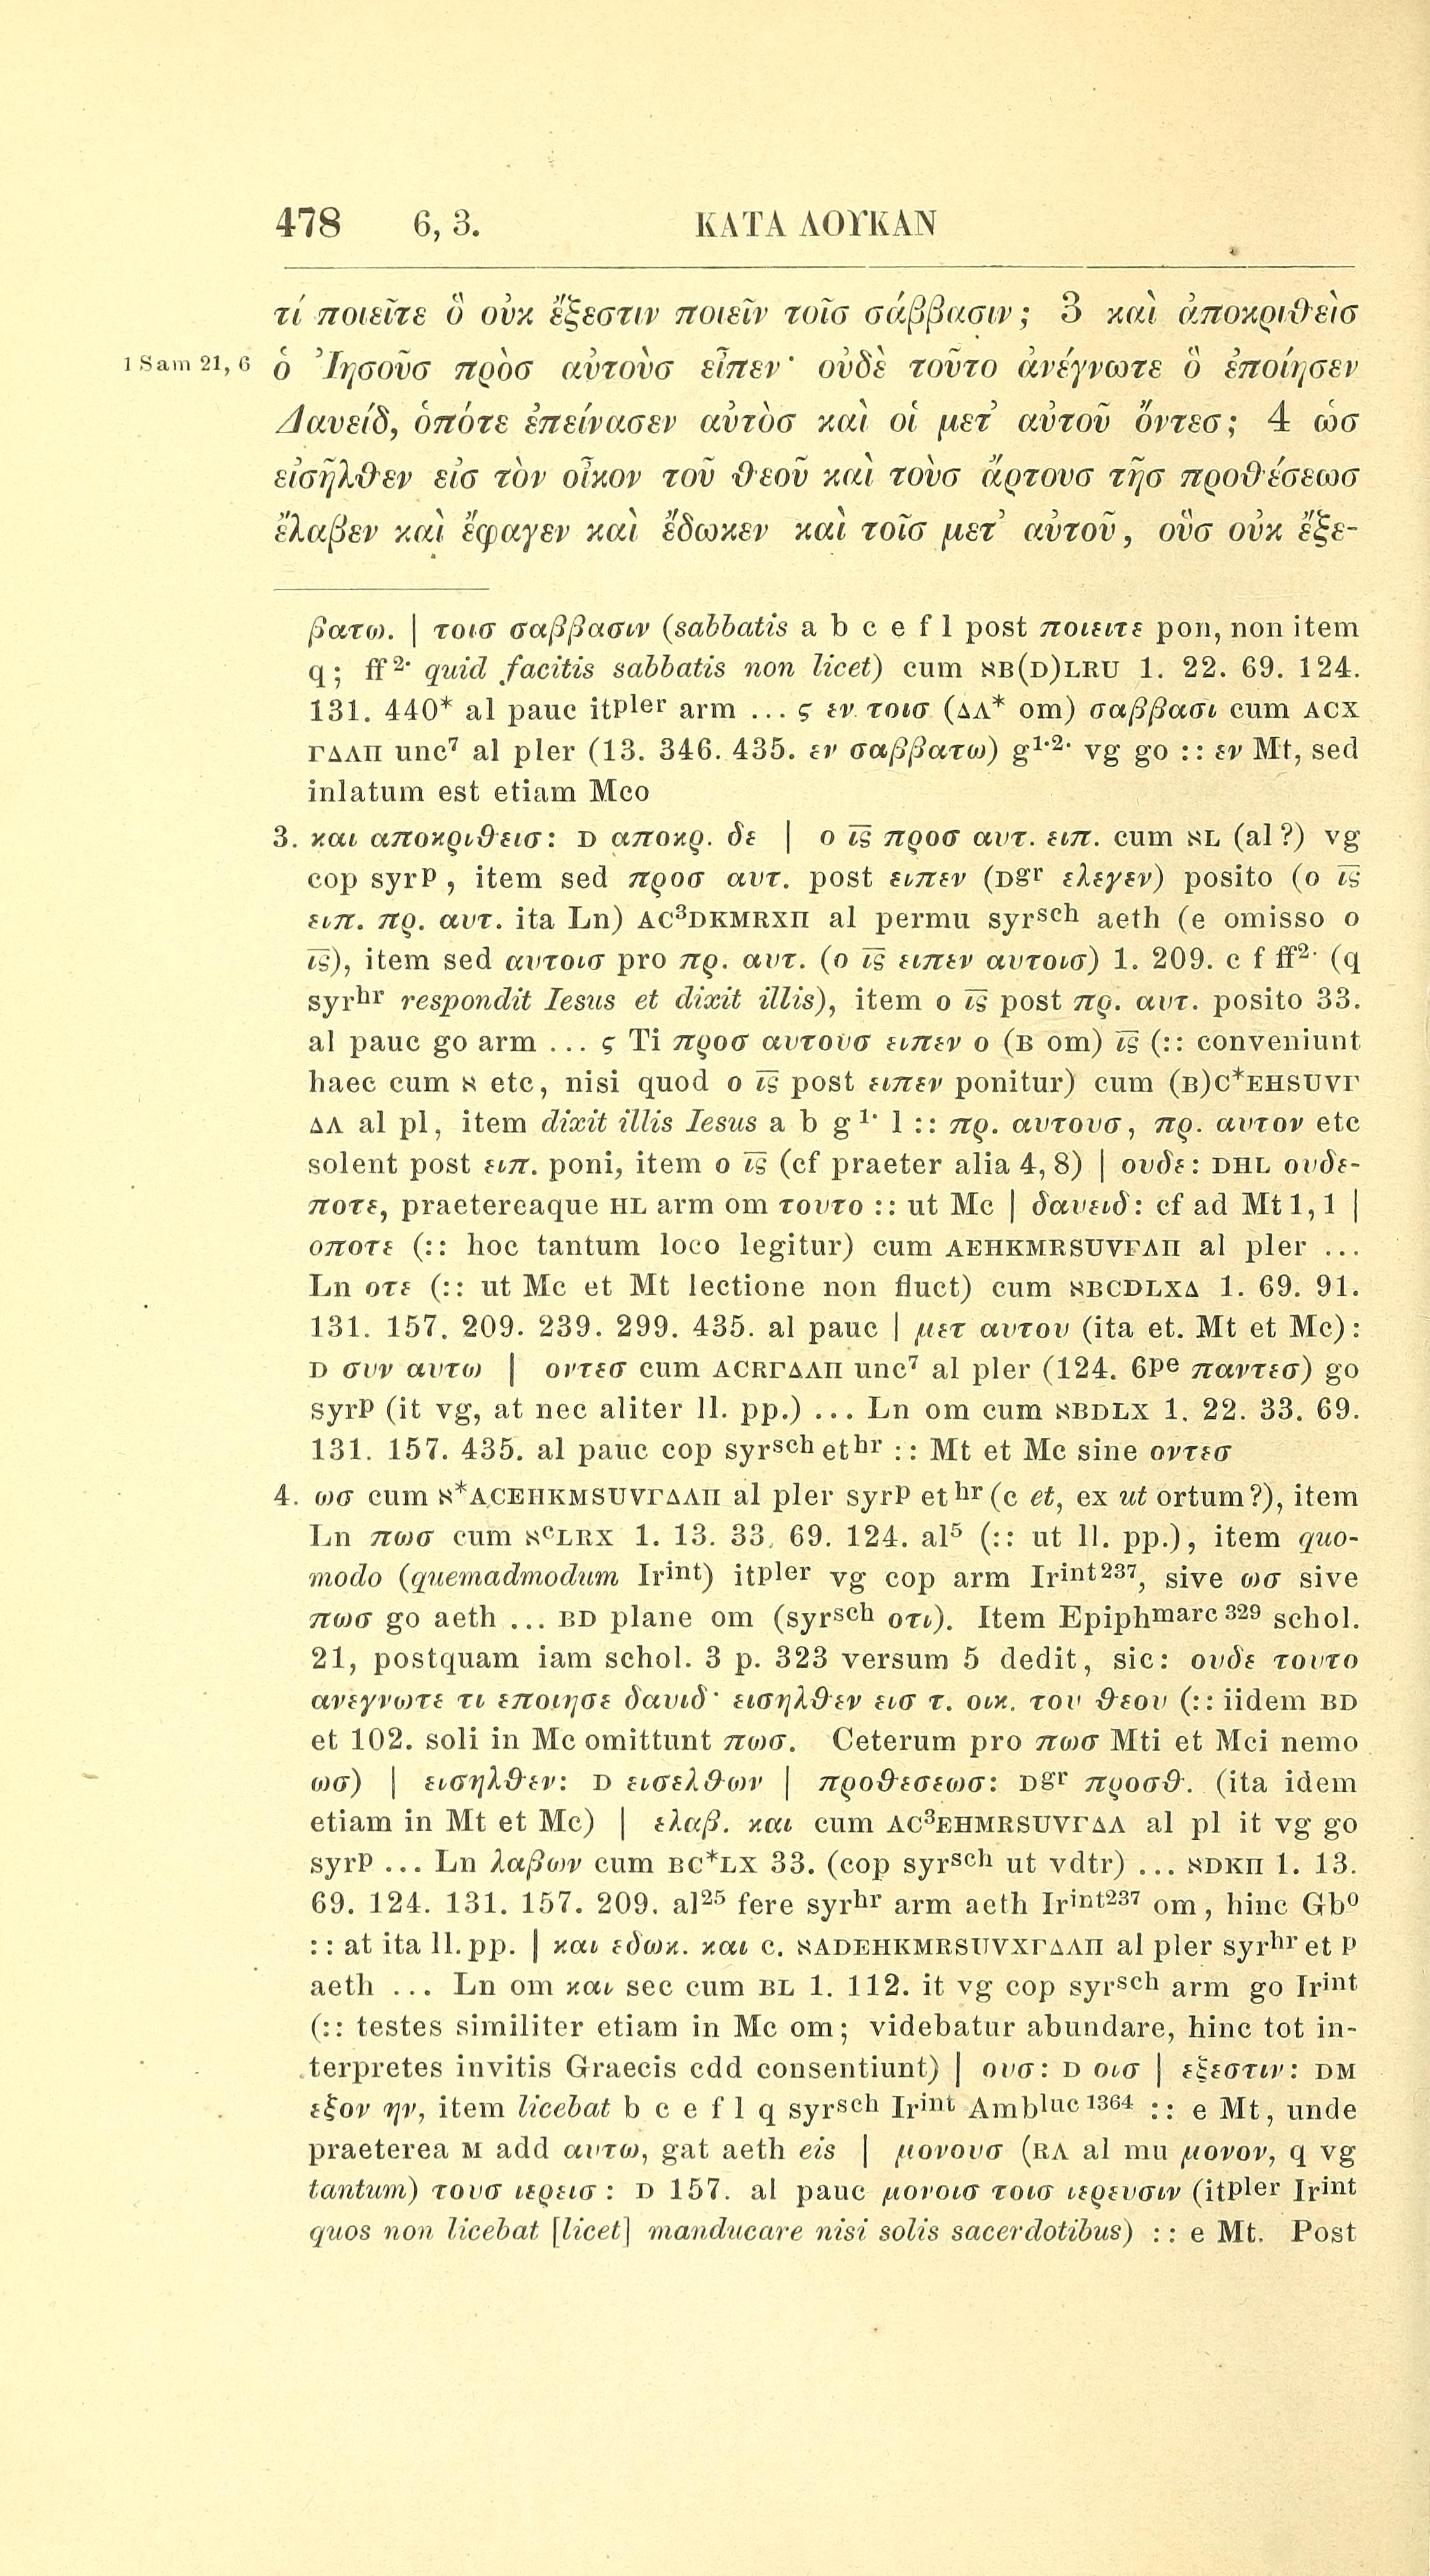 478 6, 3. ΚΑΤΑ ΛΟΥΚΑΝ
τί ποιεῖτε ὃ οὐκ ἔξεστιν ποιεῖν τοῖσ σάββασιν; 3 καὶ ἀποκριθεὶσ
1 Sam 21, 6 ὁ Ἰησοῦσ πρὸσ αὐτοὺσ εἶπεν· οὐδὲ τοῦτο ἀνέγνωτε ὃ ἐποίησεν
Δαυείδ, ὁπότε ἐπείνασεν αὐτὸσ καὶ οἱ μετ’ αὐτοῦ ὄντεσ; 4 ὡσ
εἰσῆλθεν εἰσ τὸν οἶκον τοῦ θεοῦ καὶ τοὺσ ἄρτουσ τῆσ προθέσεωσ
ἔλαβεν καὶ ἔφαγεν καὶ ἔδωκεν καὶ τοῖσ μετ’ αὐτοῦ, οὓσ οὐκ ἔξε-
βατω. | τοισ σαββασιν (sabbatis a b c e f l post ποιειτε pon, non item
q; ff²· quid facitis sabbatis non licet) cum ℵB(D)LRU 1. 22. 69. 124.
131. 440* al pauc itᵖˡᵉʳ arm ... ς εν τοισ (ΔΛ* om) σαββασι cum ACX
ΓΔΛΠ unc⁷ al pler (13. 346. 435. εν σαββατω) g¹·²· vg go :: εν Mt, sed
inlatum est etiam Mco
3. και αποκριθεισ: D αποκρ. δε | ο ι̅ς̅ προσ αυτ. ειπ. cum ℵL (al?) vg
cop syrᵖ, item sed προσ αυτ. post ειπεν (Dᵍʳ ελεγεν) posito (ο ι̅ς̅
ειπ. πρ. αυτ. ita Ln) AC³DKMRXΠ al permu syrˢᶜʰ aeth (e omisso ο
ι̅ς̅), item sed αυτοισ pro πρ. αυτ. (ο ι̅ς̅ ειπεν αυτοισ) 1. 209. c f ff²· (q
syrʰʳ respondit Iesus et dixit illis), item ο ι̅ς̅ post πρ. αυτ. posito 33.
al pauc go arm ... ς Ti προσ αυτουσ ειπεν ο (B om) ι̅ς̅ (:: conveniunt
haec cum ℵ etc, nisi quod ο ι̅ς̅ post ειπεν ponitur) cum (B)C*EHSUVΓ
ΔΛ al pl, item dixit illis Iesus a b g¹· l :: πρ. αυτουσ, πρ. αυτον etc
solent post ειπ. poni, item ο ι̅ς̅ (cf praeter alia 4, 8) | ουδε: DHL ουδε-
ποτε, praetereaque HL arm om τουτο :: ut Mc | δαυειδ: cf ad Mt 1, 1 |
οποτε (:: hoc tantum loco legitur) cum AEHKMRSUVΓΛΠ al pler ...
Ln οτε (:: ut Mc et Mt lectione non fluct) cum ℵBCDLXΔ 1. 69. 91.
131. 157. 209. 239. 299. 435. al pauc | μετ αυτου (ita et. Mt et Mc):
D συν αυτω | οντεσ cum ACRΓΔΛΠ unc⁷ al pler (124. 6ᵖᵉ παντεσ) go
syrᵖ (it vg, at nec aliter ll. pp.) ... Ln om cum ℵBDLX 1. 22. 33. 69.
131. 157. 435. al pauc cop syrˢᶜʰ etʰʳ :: Mt et Mc sine οντεσ
4. ωσ cum ℵ*ACEHKMSUVΓΔΛΠ al pler syrᵖ etʰʳ (c et, ex ut ortum?), item
Ln πωσ cum ℵᶜLRX 1. 13. 33. 69. 124. al⁵ (:: ut ll. pp.), item quo-
modo (quemadmodum Irⁱⁿᵗ) itᵖˡᵉʳ vg cop arm Irⁱⁿᵗ²³⁷, sive ωσ sive
πωσ go aeth ... BD plane om (syrˢᶜʰ οτι). Item Epiphᵐᵃʳᶜ ³²⁹ schol.
21, postquam iam schol. 3 p. 323 versum 5 dedit, sic: ουδε τουτο
ανεγνωτε τι εποιησε δαυιδ· εισηλθεν εισ τ. οικ. του θεου (:: iidem BD
et 102. soli in Mc omittunt πωσ. Ceterum pro πωσ Mti et Mci nemo
ωσ) | εισηλθεν: D εισελθων | προθεσεωσ: Dᵍʳ προσθ. (ita idem
etiam in Mt et Mc) | ελαβ. και cum AC³EHMRSUVΓΔΛ al pl it vg go
syrᵖ ... Ln λαβων cum BC*LX 33. (cop syrˢᶜʰ ut vdtr) ... ℵDKΠ 1. 13.
69. 124. 131. 157. 209. al²⁵ fere syrʰʳ arm aeth Irⁱⁿᵗ²³⁷ om, hinc Gb⁰
:: at ita ll. pp. | και εδωκ. και c. ℵADEHKMRSUVXΓΔΛΠ al pler syrʰʳ et ᵖ
aeth ... Ln om και sec cum BL 1. 112. it vg cop syrˢᶜʰ arm go Irⁱⁿᵗ
(:: testes similiter etiam in Mc om; videbatur abundare, hinc tot in-
terpretes invitis Graecis cdd consentiunt) | ουσ: D οισ | εξεστιν: DM
εξον ην, item licebat b c e f l q syrˢᶜʰ Irⁱⁿᵗ Ambˡᵘᶜ ¹³⁶⁴ :: e Mt, unde
praeterea M add αυτω, gat aeth eis | μονουσ (RΛ al mu μονον, q vg
tantum) τουσ ιερεισ: D 157. al pauc μονοισ τοισ ιερευσιν (itᵖˡᵉʳ Irⁱⁿᵗ
quos non licebat [licet] manducare nisi solis sacerdotibus) :: e Mt. Post